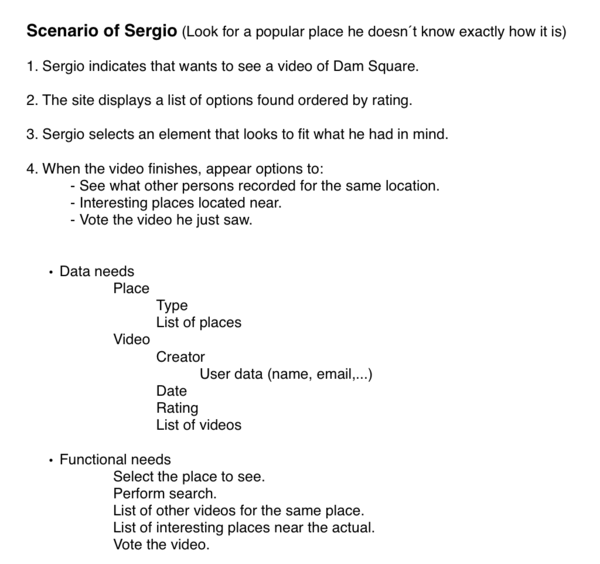 Scenario of Sergio (Look for a popular place he doesn´t know exactly how it is)
1. Sergio indicates that wants to see a video of Dam Square.
2. The site displays a list of options found ordered by rating.
3. Sergio selects an element that looks to fit what he had in mind.
4. When the video finishes, appear options to:
- See what other persons recorded for the same location.
- Interesting places located near.
- Vote the video he just saw.
• Data needs
Place
Type
List of places
Video
Creator
User data (name, email,...)
Date
Rating
List of videos
• Functional needs
Select the place to see.
Perform search.
List of other videos for the same place.
List of interesting places near the actual.
Vote the video.